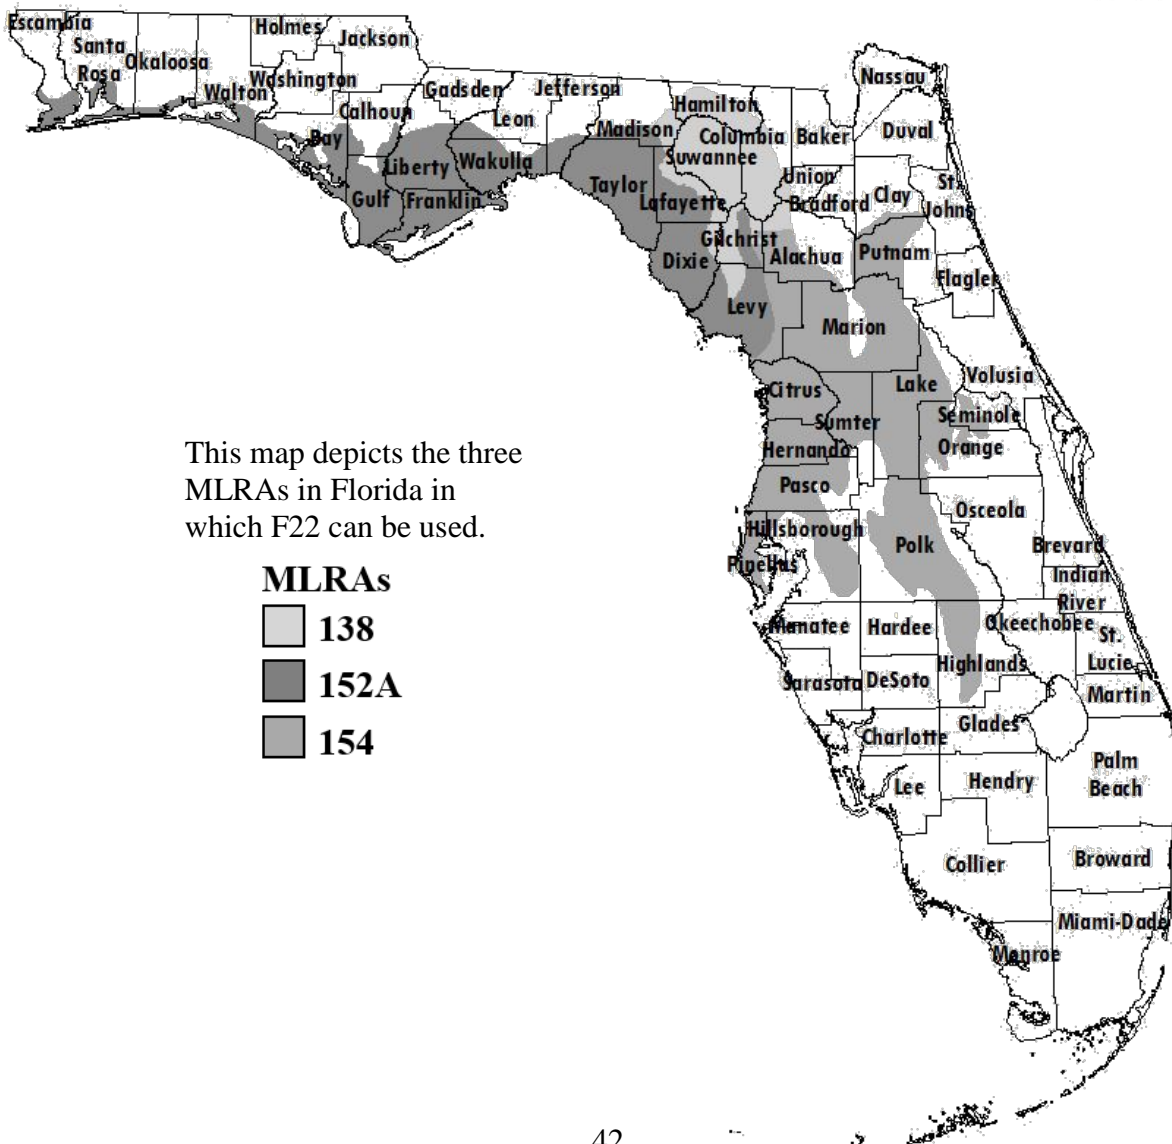 Escambia
Santa
Rosa
Okaloosa
Walton
Holmes
Washington
Jackson
Bay
Calhoun
Gulf
Liberty
Franklin
Gadsden
Leon
Wakulla
Jefferson
Madison
Taylor
Hamilton
Suwannee
Lafayette
Dixie
Columbia
Gilchrist
Levy
Baker
Union
Bradford
Alachua
Nassau
Duval
Clay
St.
Johns
Putnam
Flagler
Marion
Volusia
Citrus
Sumter
Lake
Seminole
Orange
Hernando
Pasco
Hillsborough
Pinellas
Polk
Osceola
Brevard
Indian
River
Manatee
Hardee
Highlands
Okeechobee
St.
Lucie
Sarasota
DeSoto
Martin
Charlotte
Glades
Lee
Hendry
Palm
Beach
Collier
Broward
Monroe
Miami-Dade
This map depicts the three
MLRAs in Florida in
which F22 can be used.
MLRAs
138
152A
154
42